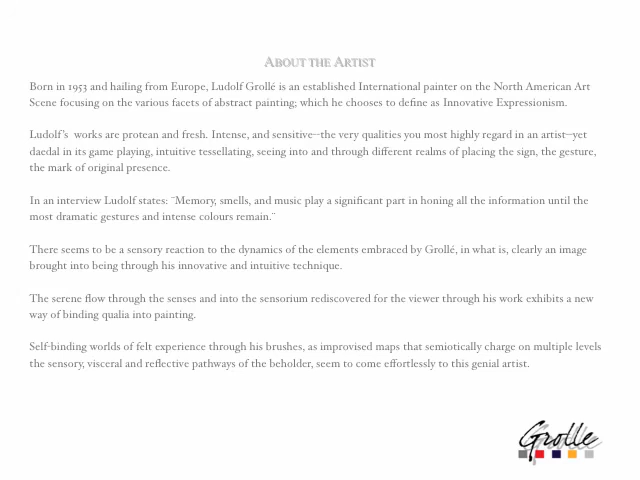 About the Artist
Born in 1953 and hailing from Europe, Ludolf Grollé is an established International painter on the North American Art
Scene focusing on the various facets of abstract painting; which he chooses to define as Innovative Expressionism.
Ludolf's works are protean and fresh. Intense, and sensitive—the very qualities you most highly regard in an artist—yet
daedal in its game playing, intuitive tessellating, seeing into and through different realms of placing the sign, the gesture,
the mark of original presence.
In an interview Ludolf states: ¨Memory, smells, and music play a significant part in honing all the information until the
most dramatic gestures and intense colours remain.¨
There seems to be a sensory reaction to the dynamics of the elements embraced by Grollé, in what is, clearly an image
brought into being through his innovative and intuitive technique.
The serene flow through the senses and into the sensorium rediscovered for the viewer through his work exhibits a new
way of binding qualia into painting.
Self-binding worlds of felt experience through his brushes, as improvised maps that semiotically charge on multiple levels
the sensory, visceral and reflective pathways of the beholder, seem to come effortlessly to this genial artist.
Grolle